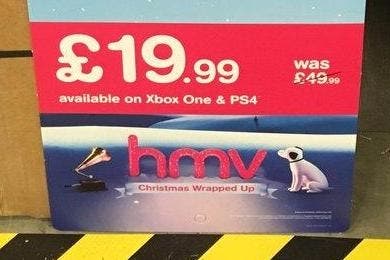 £19.99
was
£49.99
available on Xbox One & PS4
hmv
Christmas Wrapped Up